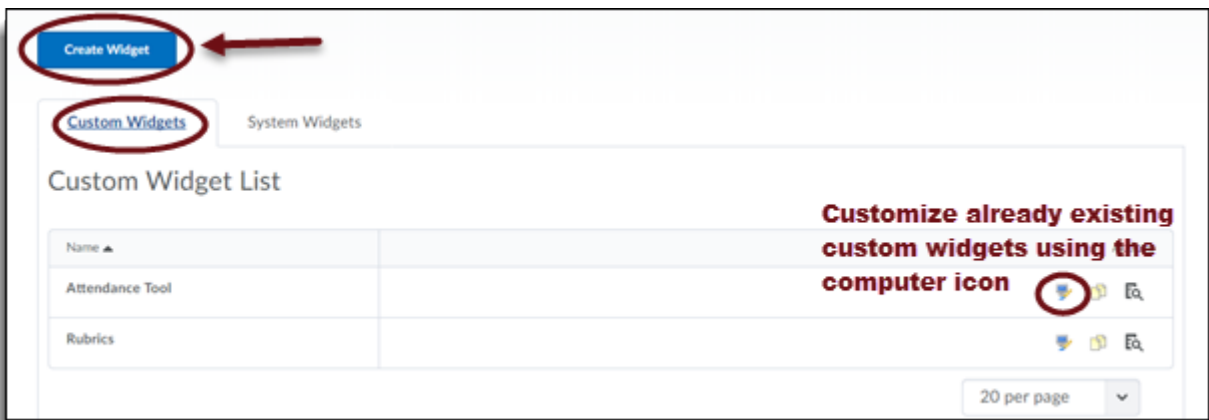 Create Widget
Custom Widgets System Widgets
Custom Widget List
Customize already existing
custom widgets using the
computer icon
Name
Attendance Tool
Rubrics
20 per page